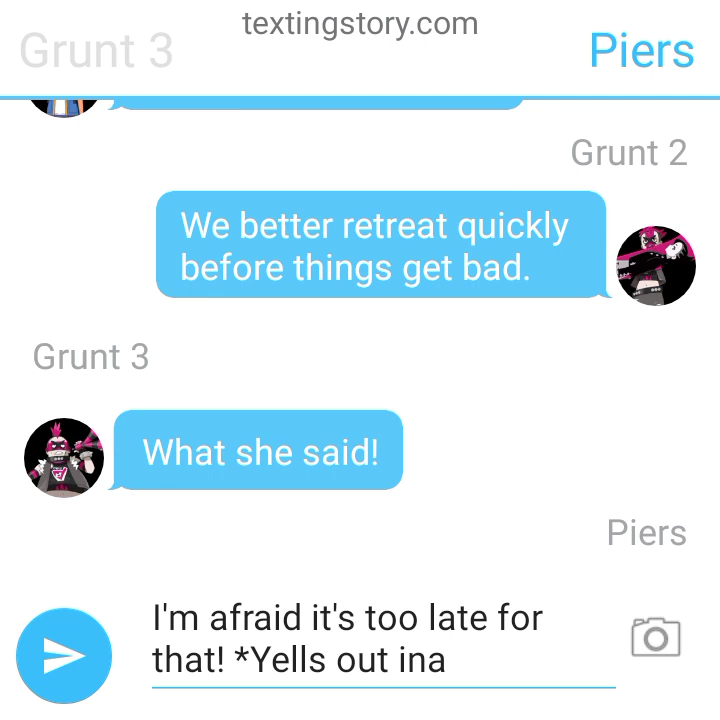 textingstory.com
Grunt 3
Piers
Grunt 2
We better retreat quickly
before things get bad.
Grunt 3
What she said!
Piers
I'm afraid it's too late for
that! *Yells out ina